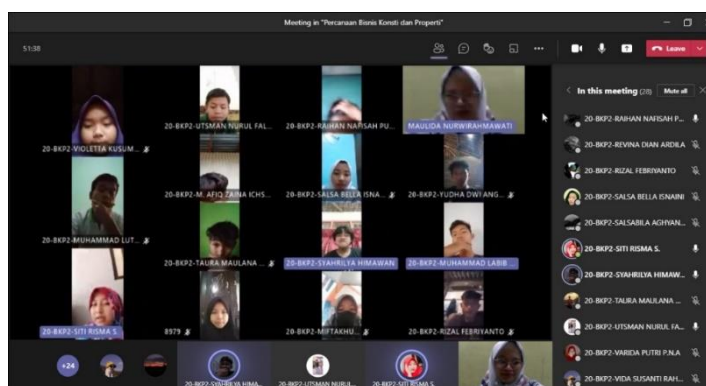 Meeting in "Percanaan Bisnis Konsti dan Properti"
51:38
Leave
In this meeting (28)
Mute all
20-BKP2-VIOLETTA KUSUM...
20-BKP2-UTSMAN NURUL FAL...
20-BKP2-RAIHAN NAFISAH PU...
MAULIDA NURWIRAHMAWATI
20-BKP2-MUHAMMAD LUT...
20-BKP2-M. AFIQ ZAINA ICHS...
20-BKP2-SALSA BELLA ISNA...
20-BKP2-YUDHA DWI ANG...
20-BKP2-TAURA MAULANA ...
20-BKP2-SYAHRILYA HIMAWAN
20-BKP2-MUHAMMAD LABIB ...
20-BKP2-SITI RISMA S.
8979
20-BKP2-MIFTAKHU...
20-BKP2-RIZAL FEBRIYANTO
+24
20-BKP2-SYAHRILYA HIMA...
20-BKP2-UTSMAN NURUL...
20-BKP2-SITI RISMA S.
20-BKP2-RAIHAN NAFISAH P...
20-BKP2-REVINA DIAN ARDILA
20-BKP2-RIZAL FEBRIYANTO
20-BKP2-SALSA BELLA ISNAINI
20-BKP2-SALSABILA AGHYAN...
20-BKP2-SITI RISMA S.
20-BKP2-SYAHRILYA HIMAW...
20-BKP2-TAURA MAULANA ...
20-BKP2-UTSMAN NURUL FA...
20-BKP2-VARIDA PUTRI P.N.A
20-BKP2-VIDA SUSANTI RAH...